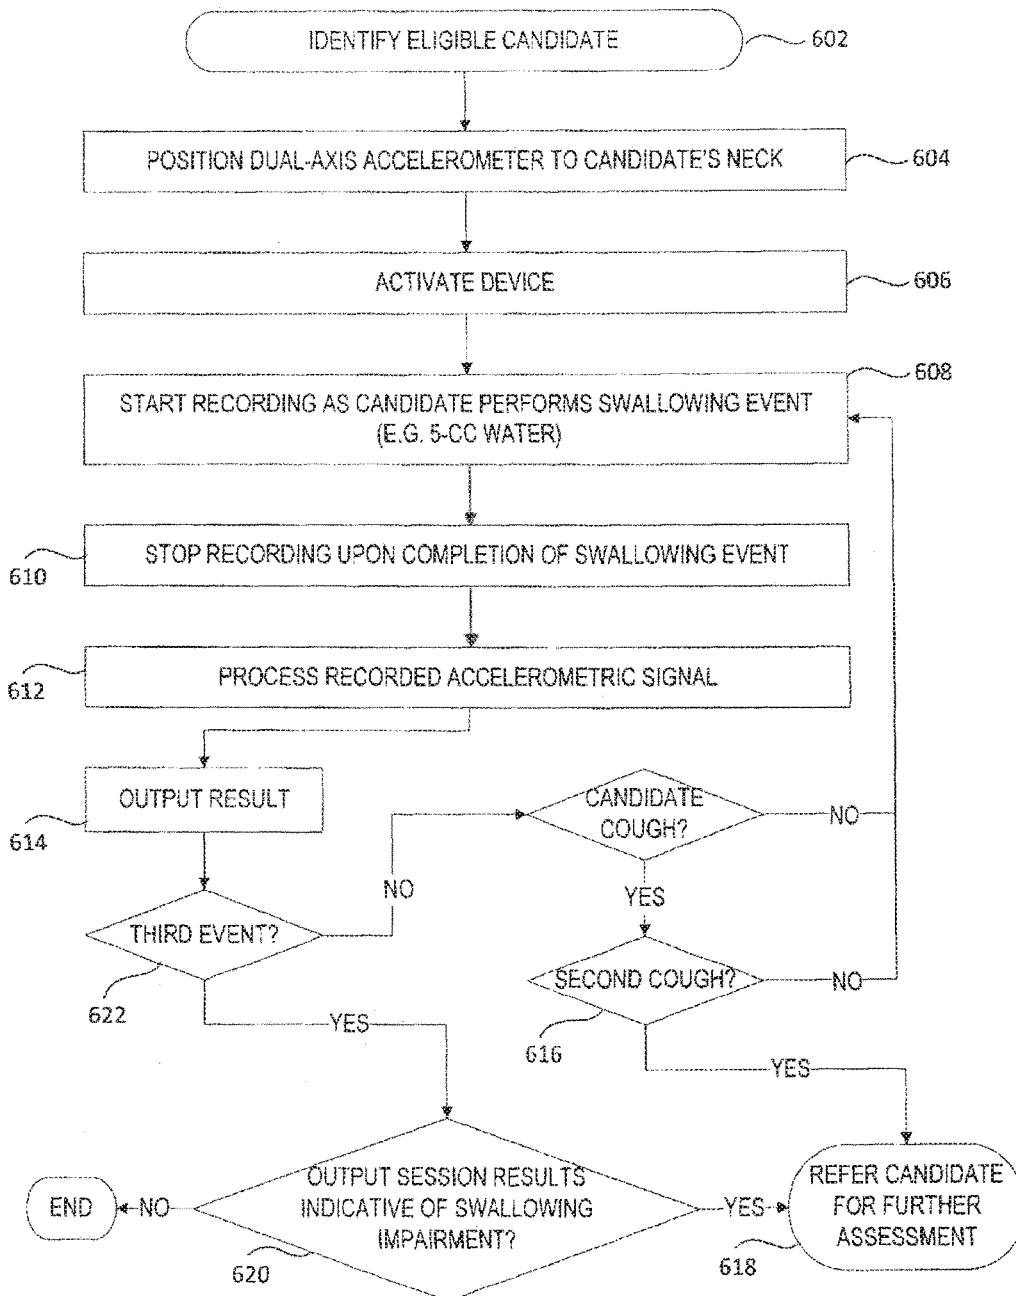 IDENTIFY ELIGIBLE CANDIDATE
602
POSITION DUAL-AXIS ACCELEROMETER TO CANDIDATE'S NECK
604
ACTIVATE DEVICE
606
608
START RECORDING AS CANDIDATE PERFORMS SWALLOWING EVENT
(E.G. 5-CC WATER)
STOP RECORDING UPON COMPLETION OF SWALLOWING EVENT
610
PROCESS RECORDED ACCELEROMETRIC SIGNAL
612
OUTPUT RESULT
614
CANDIDATE
COUGH?
NO
NO
YES
THIRD EVENT?
622
SECOND COUGH?
NO
616
YES
YES
OUTPUT SESSION RESULTS
INDICATIVE OF SWALLOWING
IMPAIRMENT?
620
END
NO
YES
REFER CANDIDATE
FOR FURTHER
ASSESSMENT
618